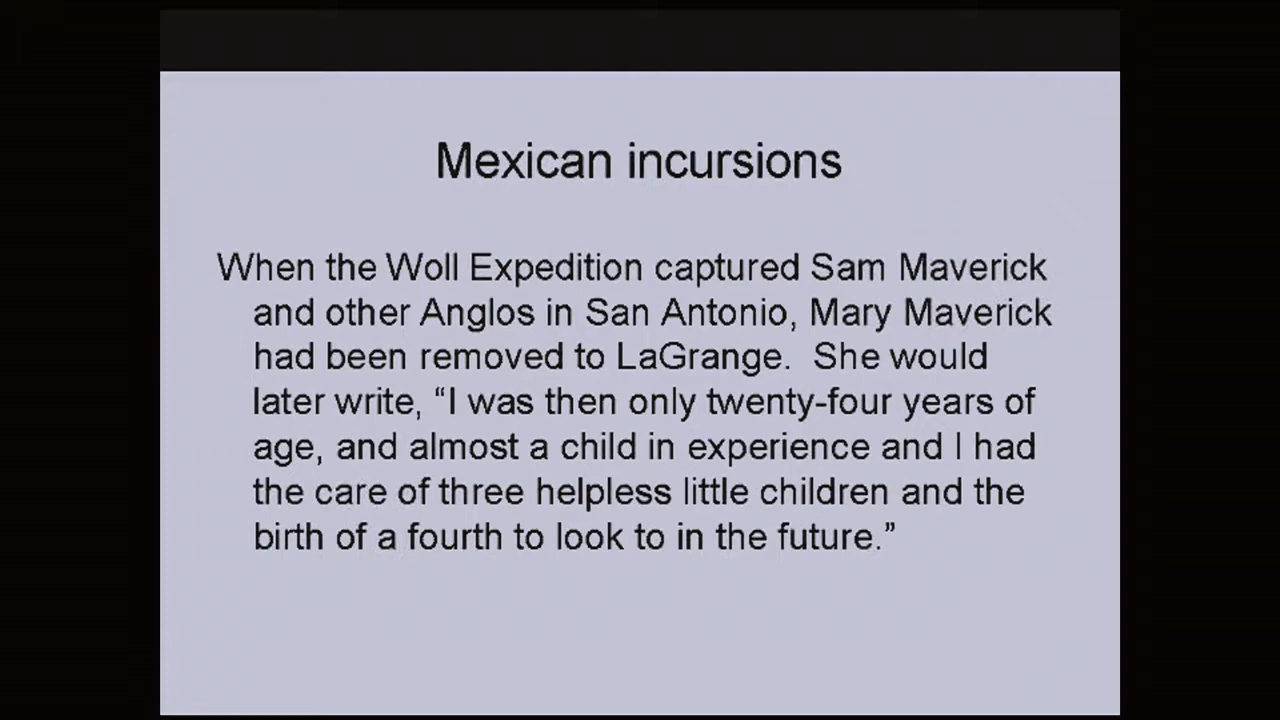 Mexican incursions
When the Woll Expedition captured Sam Maverick
and other Anglos in San Antonio, Mary Maverick
had been removed to LaGrange.  She would
later write, “I was then only twenty-four years of
age, and almost a child in experience and I had
the care of three helpless little children and the
birth of a fourth to look to in the future.”